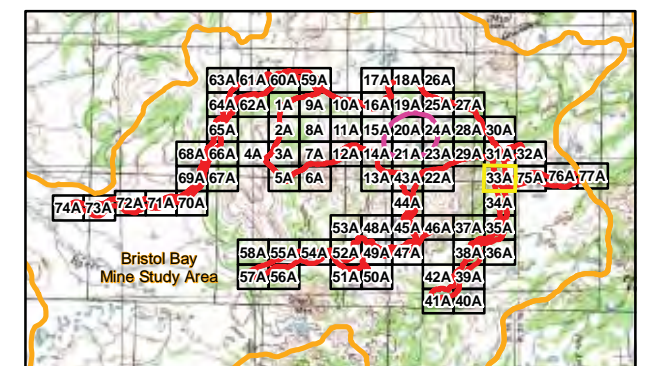 63A 61A 60A 59A 17A 18A 26A
64A 62A 1A 9A 10A 16A 19A 25A 27A
65A 2A 8A 11A 15A 20A 24A 28A 30A
68A 66A 4A 3A 7A 12A 14A 21A 23A 29A 31A 32A
69A 67A 5A 6A 13A 43A 22A 33A 75A 76A 77A
74A 73A 72A 71A 70A 44A 34A
53A 48A 45A 46A 37A 35A
58A 55A 54A 52A 49A 47A 38A 36A
57A 56A 51A 50A 42A 39A
41A 40A
Bristol Bay
Mine Study Area